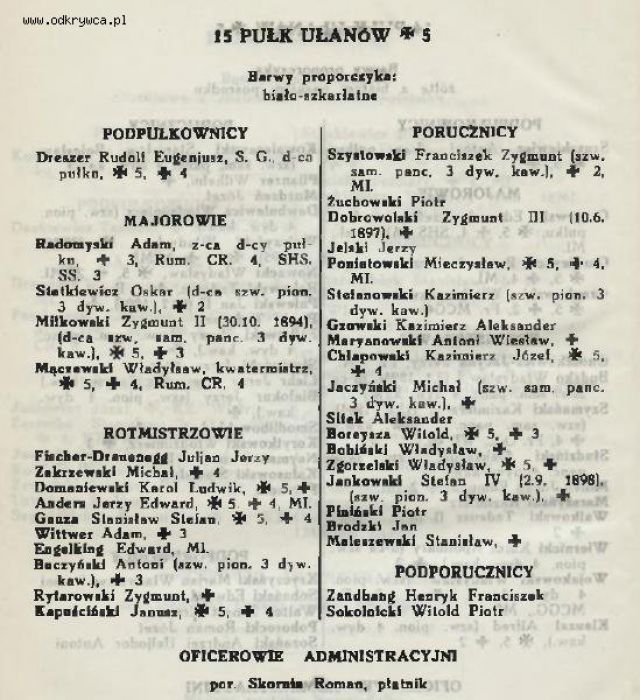 www.odkrywca.pl
15 PUŁK UŁANÓW ✠ 5
Barwy proporczyka:
biało-szkarłatne
PODPUŁKOWNICY
Dreszer Rudolf Eugenjusz, S. G., d-ca
pułku, ✠ 5, ✚ 4
MAJOROWIE
Radomyski Adam, z-ca d-cy puł-
ku, ✚ 3, Rum. CR. 4, SHS.
SS. 3
Statkiewicz Oskar (d-ca szw. pion.
3 dyw. kaw.), ✚ 2
Miłkowski Zygmunt II (30.10. 1894),
(d-ca szw. sam. panc. 3 dyw.
kaw.), ✠ 5, ✚ 3
Mączewski Władysław, kwatermistrz,
✠ 5, ✚ 4, Rum. CR. 4
ROTMISTRZOWIE
Fischer-Drauenegg Juljan Jerzy
Zakrzewski Michał, ✚ 4
Domaniewski Karol Ludwik, ✠ 5, ✚
Anders Jerzy Edward, ✠ 5, ✚ 4, MI.
Gauza Stanisław Stefan, ✠ 5, ✚ 4
Wittwer Adam, ✚ 3
Engelking Edward, MI.
Baczyński Antoni (szw. pion. 3 dyw.
kaw.), ✚ 3
Rytarowski Zygmunt, ✚
Kapuściński Janusz, ✠ 5, ✚ 4
PORUCZNICY
Szystowski Franciszek Zygmunt (szw.
sam. panc. 3 dyw. kaw.), ✚ 2,
MI.
Żuchowski Piotr
Dobrowolski Zygmunt III (10.6.
1897), ✚
Jelski Jerzy
Poniatowski Mieczysław, ✠ 5, ✚ 4,
MI.
Stefanowski Kazimierz (szw. pion. 3
dyw. kaw.)
Gzowski Kazimierz Aleksander
Maryanowski Antoni Wiesław, ✚
Chłapowski Kazimierz Józef, ✠ 5,
✚ 4
Jaczyński Michał (szw. sam. panc.
3 dyw. kaw.), ✚
Sitek Aleksander
Boreysza Witold, ✠ 5, ✚ 3
Bobiński Władysław, ✚
Zgorzelski Władysław, ✠ 5, ✚
Jankowski Stefan IV (2.9. 1898),
(szw. pion. 3 dyw. kaw.), ✚
Piniński Piotr
Brodzki Jan
Maleszewski Stanisław, ✚
PODPORUCZNICY
Zandbang Henryk Franciszek
Sokolnicki Witold Piotr
OFICEROWIE ADMINISTRACYJNI
por. Skornia Roman, płatnik